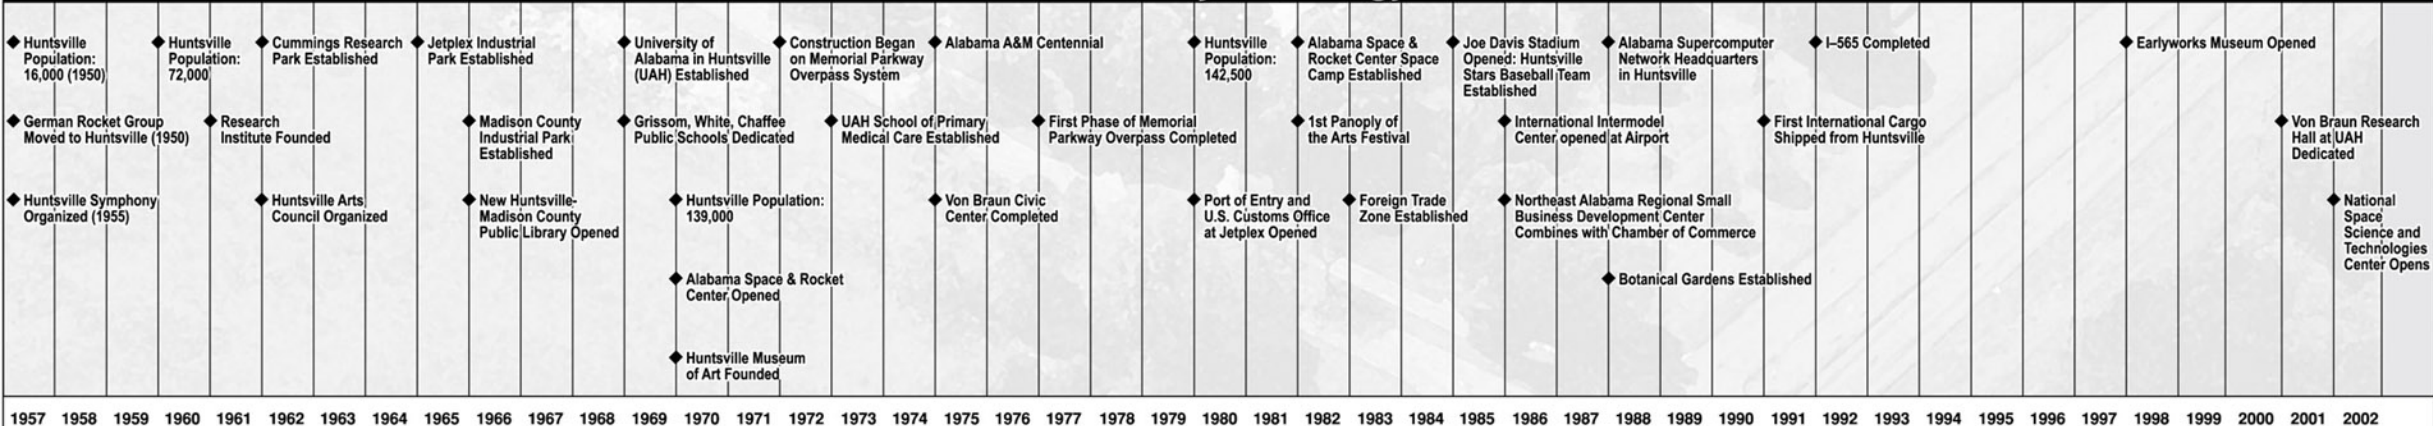 Huntsville
Population:
16,000 (1950)
Huntsville
Population:
72,000
Cummings Research
Park Established
Jetplex Industrial
Park Established
University of
Alabama in Huntsville
(UAH) Established
Construction Began
on Memorial Parkway
Overpass System
Alabama A&M Centennial
Huntsville
Population:
142,500
Alabama Space &
Rocket Center Space
Camp Established
Joe Davis Stadium
Opened: Huntsville
Stars Baseball Team
Established
Alabama Supercomputer
Network Headquarters
in Huntsville
I–565 Completed
Earlyworks Museum Opened
German Rocket Group
Moved to Huntsville (1950)
Research
Institute Founded
Madison County
Industrial Park
Established
Grissom, White, Chaffee
Public Schools Dedicated
UAH School of Primary
Medical Care Established
First Phase of Memorial
Parkway Overpass Completed
1st Panoply of
the Arts Festival
International Intermodel
Center opened at Airport
First International Cargo
Shipped from Huntsville
Von Braun Research
Hall at UAH
Dedicated
Huntsville Symphony
Organized (1955)
Huntsville Arts
Council Organized
New Huntsville-
Madison County
Public Library Opened
Huntsville Population:
139,000
Von Braun Civic
Center Completed
Port of Entry and
U.S. Customs Office
at Jetplex Opened
Foreign Trade
Zone Established
Northeast Alabama Regional Small
Business Development Center
Combines with Chamber of Commerce
National
Space
Science and
Technologies
Center Opens
Alabama Space & Rocket
Center Opened
Botanical Gardens Established
Huntsville Museum
of Art Founded
1957 1958 1959 1960 1961 1962 1963 1964 1965 1966 1967 1968 1969 1970 1971 1972 1973 1974 1975 1976 1977 1978 1979 1980 1981 1982 1983 1984 1985 1986 1987 1988 1989 1990 1991 1992 1993 1994 1995 1996 1997 1998 1999 2000 2001 2002